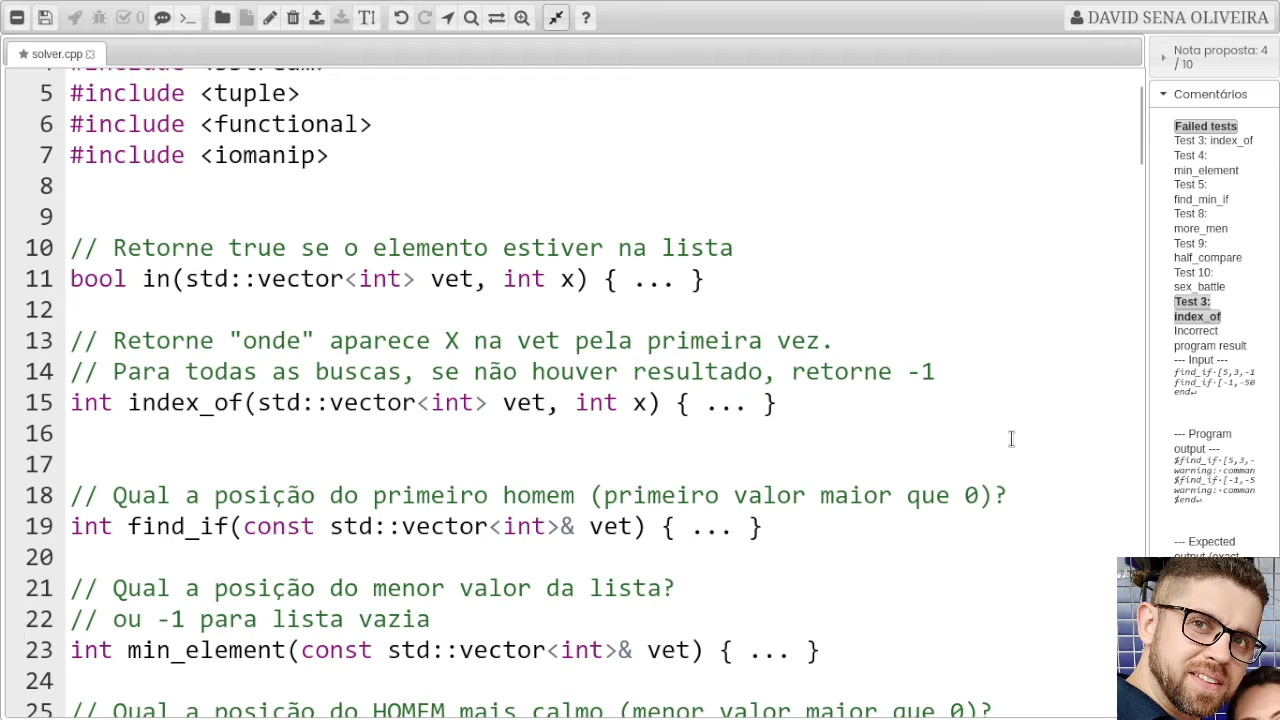 0
DAVID SENA OLIVEIRA
solver.cpp
5 #include <tuple>
6 #include <functional>
7 #include <iomanip>
8
9
10 // Retorne true se o elemento estiver na lista
11 bool in(std::vector<int> vet, int x) { ... }
12
13 // Retorne "onde" aparece X na vet pela primeira vez.
14 // Para todas as buscas, se não houver resultado, retorne -1
15 int index_of(std::vector<int> vet, int x) { ... }
16
17
18 // Qual a posição do primeiro homem (primeiro valor maior que 0)?
19 int find_if(const std::vector<int>& vet) { ... }
20
21 // Qual a posição do menor valor da lista?
22 // ou -1 para lista vazia
23 int min_element(const std::vector<int>& vet) { ... }
24
25 // Qual a posição do HOMEM mais calmo (menor valor maior que 0)?
Nota proposta: 4
/ 10
Comentários
Failed tests
Test 3: index_of
Test 4:
min_element
Test 5:
find_min_if
Test 8:
more_men
Test 9:
half_compare
Test 10:
sex_battle
Test 3:
index_of
Incorrect
program result
--- Input ---
find_if·[5,3,-1
find_if·[-1,-50
end↵
--- Program
output ---
$find_if·[5,3,-
warning:·comman
$find_if·[-1,-5
warning:·comman
$end↵
--- Expected
output (exact